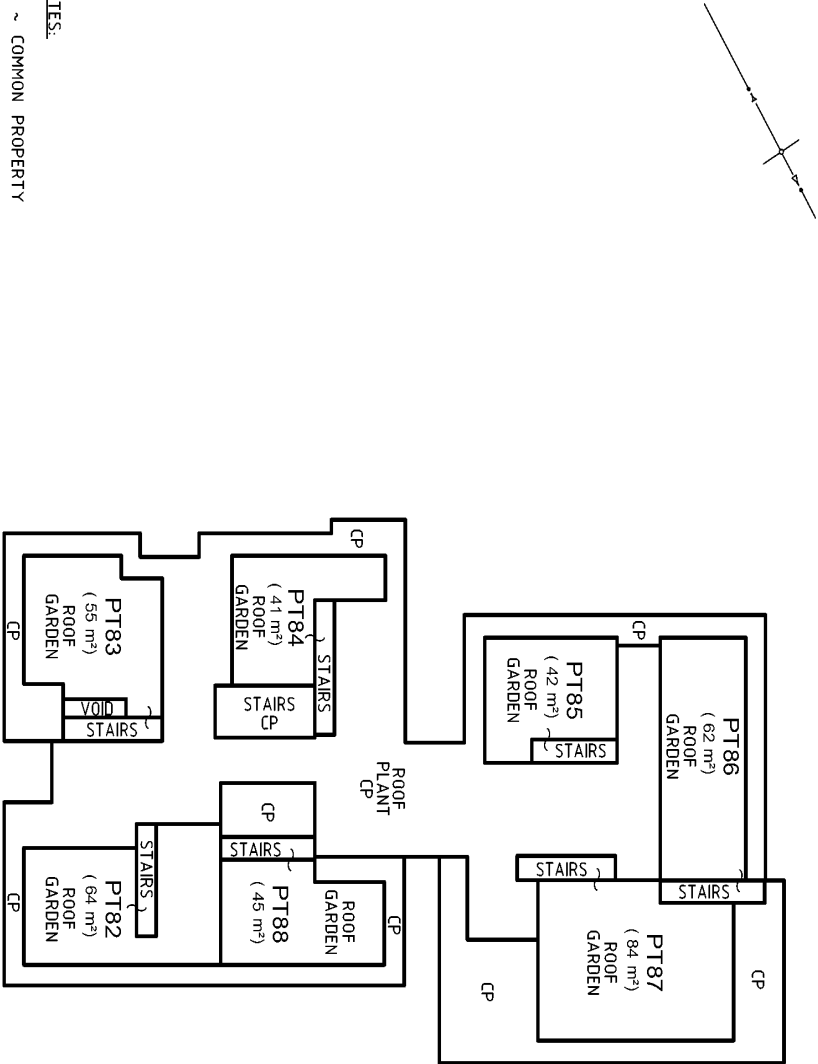 TES:
~ COMMON PROPERTY
CP
PT83
( 55 m²)
ROOF
GARDEN
CP
VOID
STAIRS
PT84
( 41 m²)
ROOF
GARDEN
STAIRS
STAIRS
CP
CP
PT85
( 42 m²)
ROOF
GARDEN
STAIRS
PT86
( 62 m²)
ROOF
GARDEN
STAIRS
ROOF
PLANT
CP
CP
STAIRS
STAIRS
PT82
( 64 m²)
ROOF
GARDEN
CP
PT88
( 45 m²)
ROOF
GARDEN
CP
STAIRS
PT87
( 84 m²)
ROOF
GARDEN
CP
CP